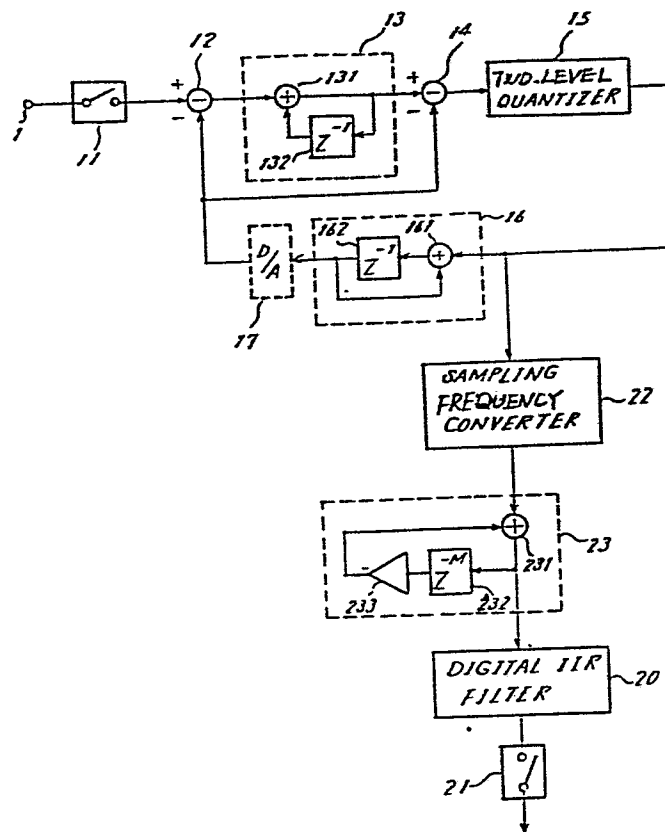 13
14
15
12
+
−
−
+
131
+
−
−
TWO-LEVEL
QUANTIZER
1
11
132
Z⁻¹
16
162
161
D/A
Z⁻¹
+
17
SAMPLING
FREQUENCY
CONVERTER
22
+
231
23
−
Z⁻ᴹ
233
232
DIGITAL IIR
FILTER
20
21